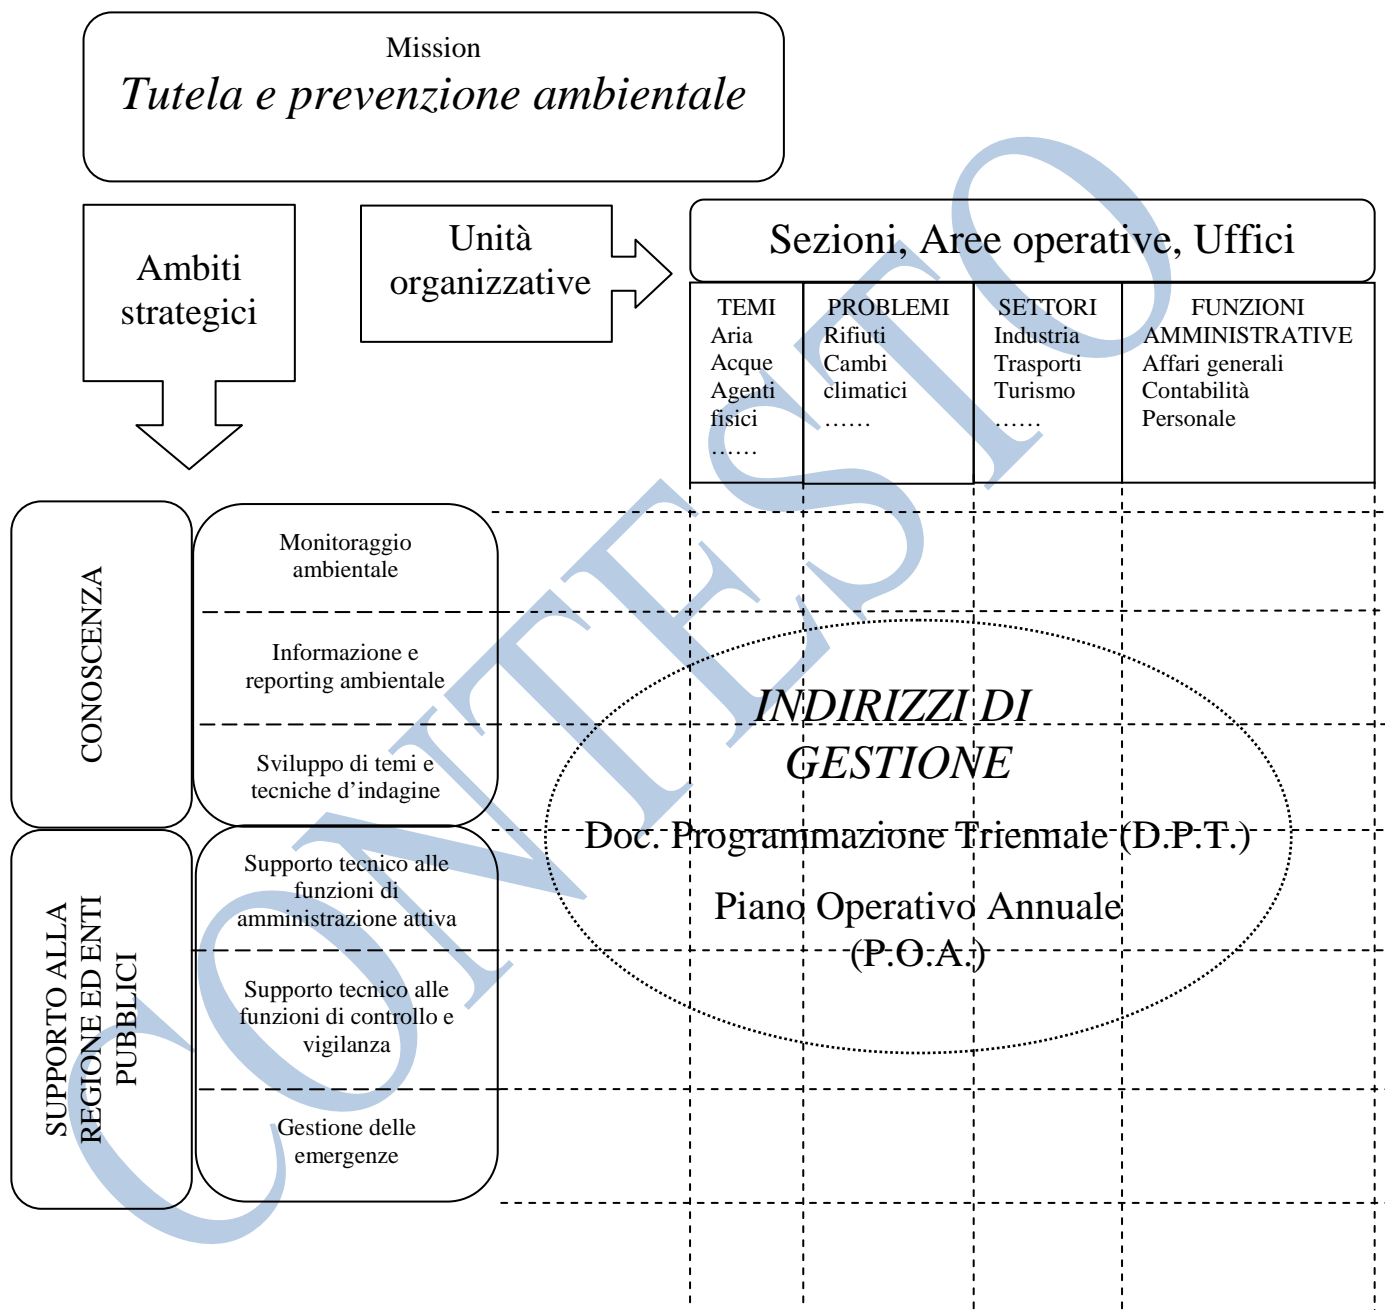 Mission
Tutela e prevenzione ambientale
Ambiti
strategici
Unità
organizzative
Sezioni, Aree operative, Uffici
TEMI
Aria
Acque
Agenti
fisici
……
PROBLEMI
Rifiuti
Cambi
climatici
……
SETTORI
Industria
Trasporti
Turismo
……
FUNZIONI
AMMINISTRATIVE
Affari generali
Contabilità
Personale
CONOSCENZA
Monitoraggio
ambientale
Informazione e
reporting ambientale
Sviluppo di temi e
tecniche d’indagine
SUPPORTO ALLA
REGIONE ED ENTI
PUBBLICI
Supporto tecnico alle
funzioni di
amministrazione attiva
Supporto tecnico alle
funzioni di controllo e
vigilanza
Gestione delle
emergenze
INDIRIZZI DI
GESTIONE
Doc. Programmazione Triennale (D.P.T.)
Piano Operativo Annuale
(P.O.A.)
CONTESTO